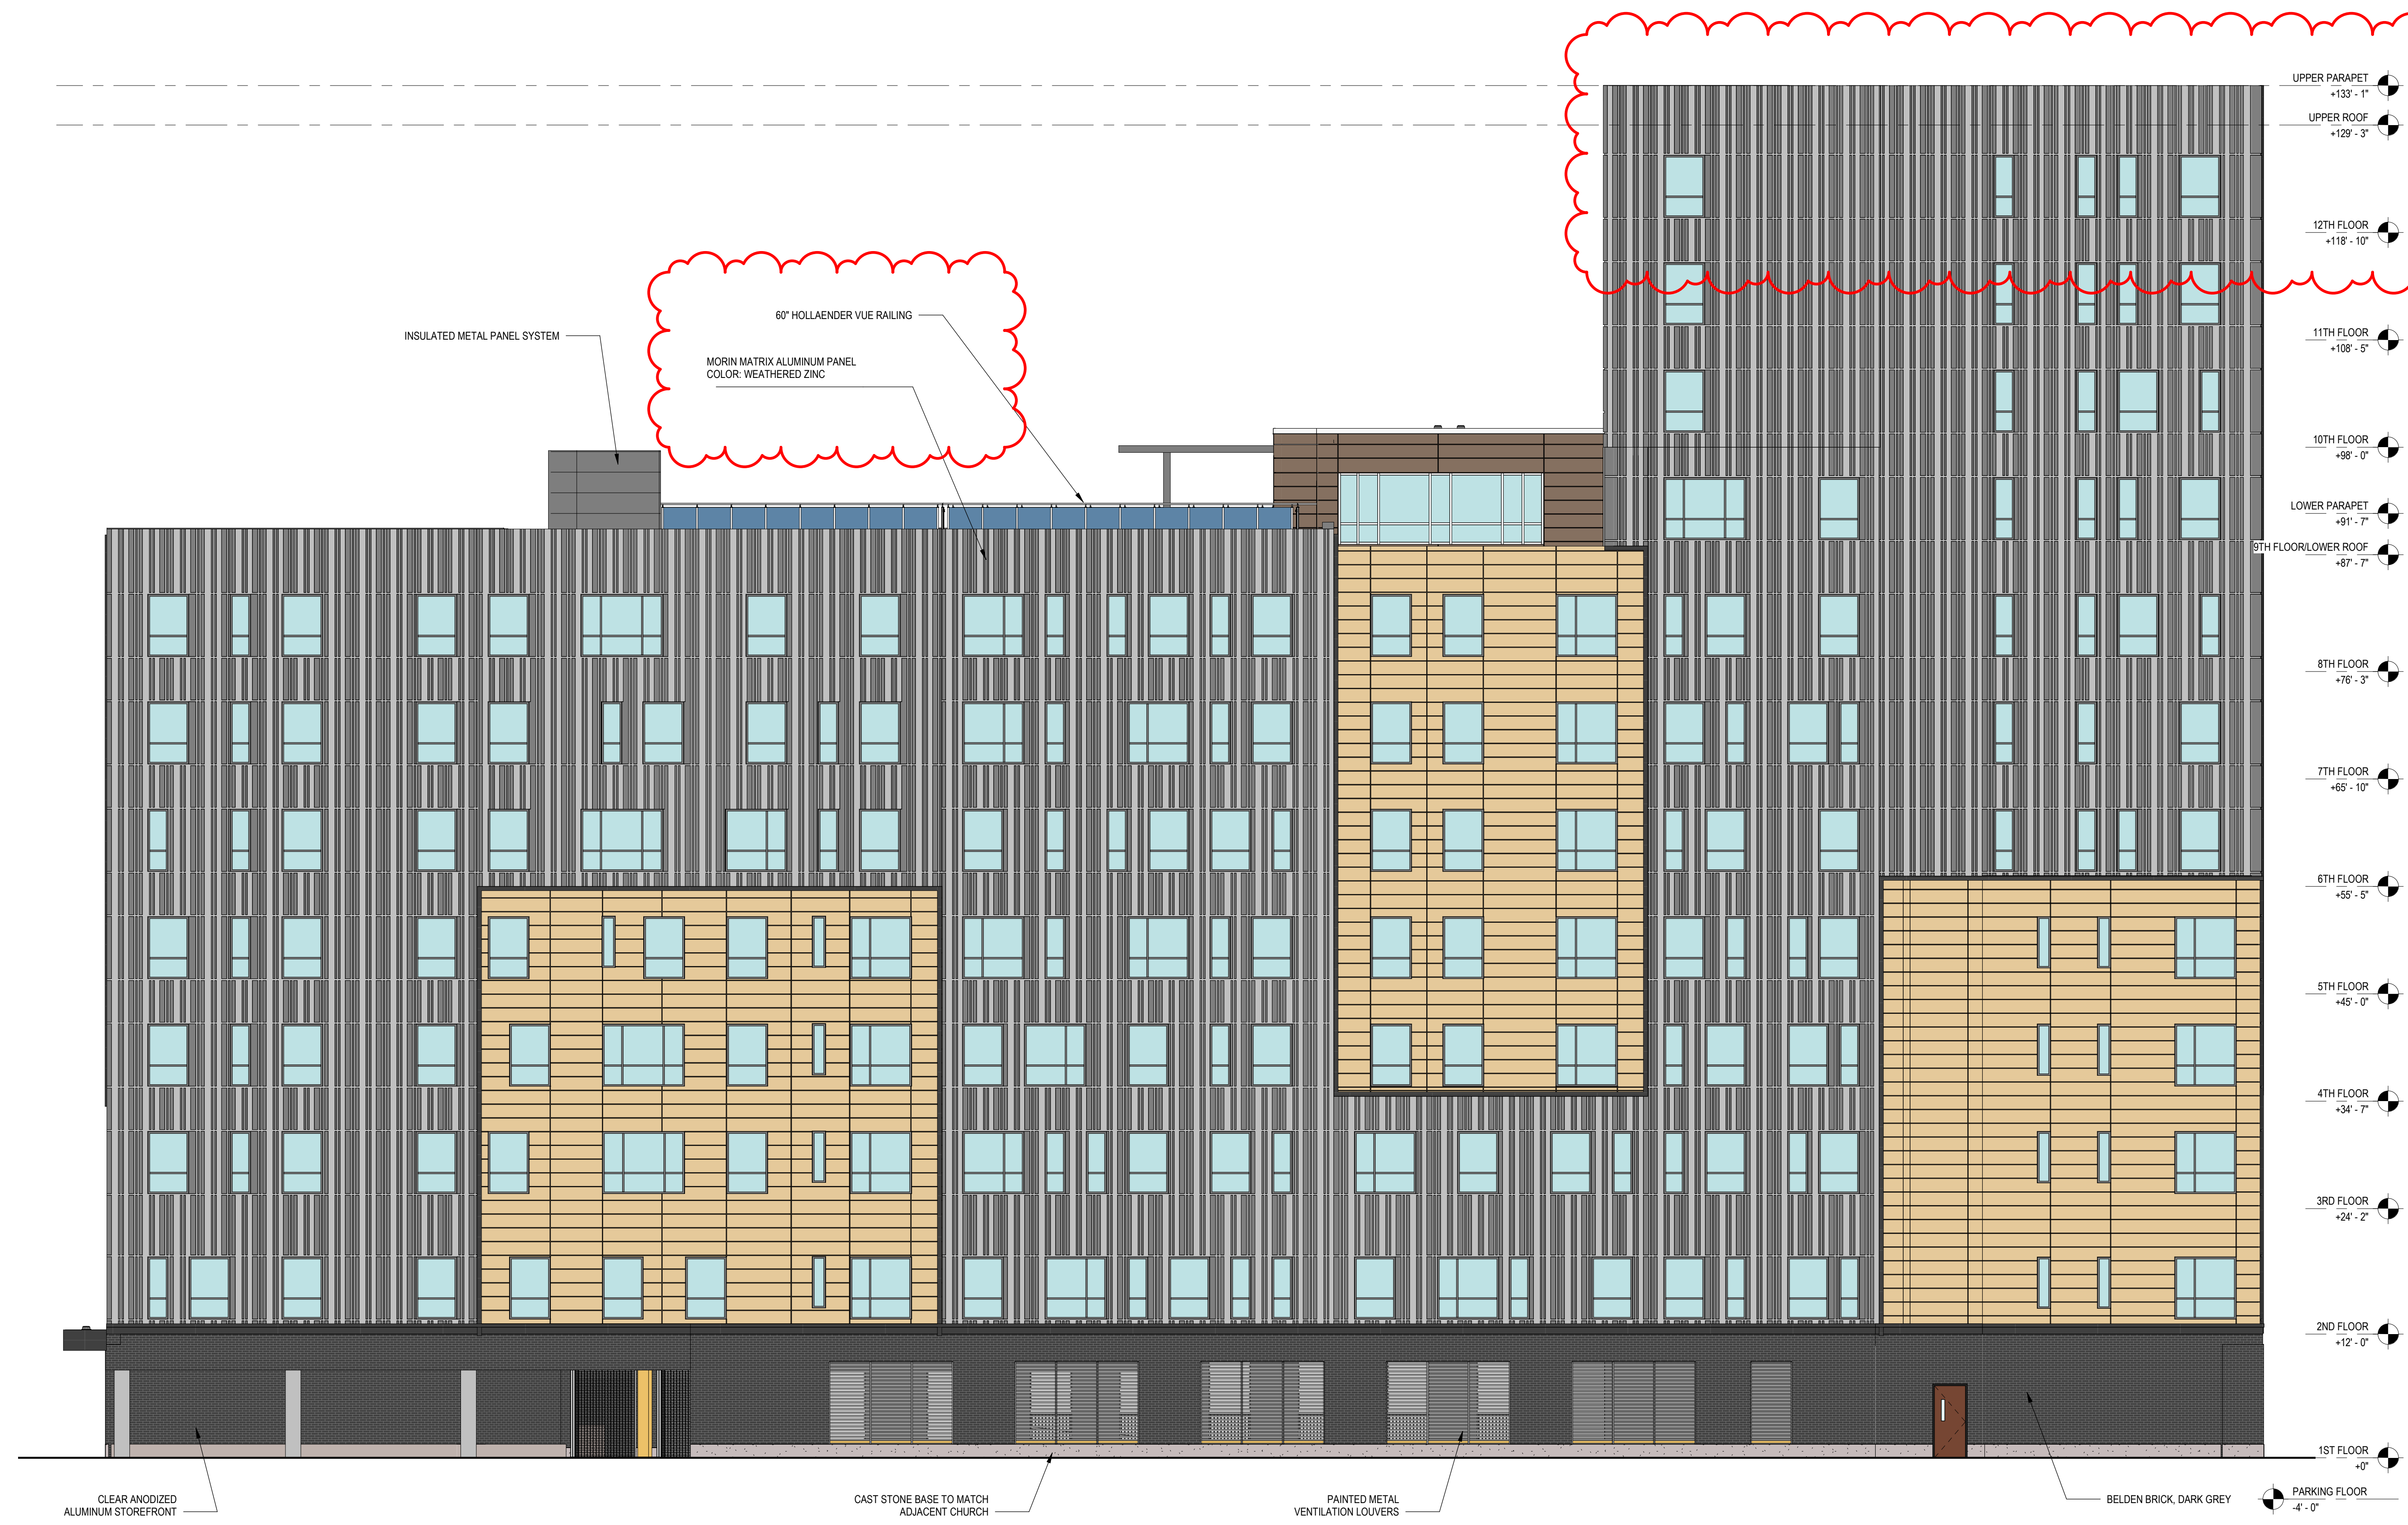 UPPER PARAPET
+133' - 1"
UPPER ROOF
+129' - 3"
12TH FLOOR
+118' - 10"
60" HOLLAENDER VUE RAILING
INSULATED METAL PANEL SYSTEM
11TH FLOOR
+108' - 5"
MORIN MATRIX ALUMINUM PANEL
COLOR: WEATHERED ZINC
10TH FLOOR
+98' - 0"
LOWER PARAPET
+91' - 7"
9TH FLOOR/LOWER ROOF
+87' - 7"
8TH FLOOR
+76' - 3"
7TH FLOOR
+65' - 10"
6TH FLOOR
+55' - 5"
5TH FLOOR
+45' - 0"
4TH FLOOR
+34' - 7"
3RD FLOOR
+24' - 2"
2ND FLOOR
+12' - 0"
1ST FLOOR
+0"
CLEAR ANODIZED
ALUMINUM STOREFRONT
CAST STONE BASE TO MATCH
ADJACENT CHURCH
PAINTED METAL
VENTILATION LOUVERS
BELDEN BRICK, DARK GREY
PARKING FLOOR
-4' - 0"